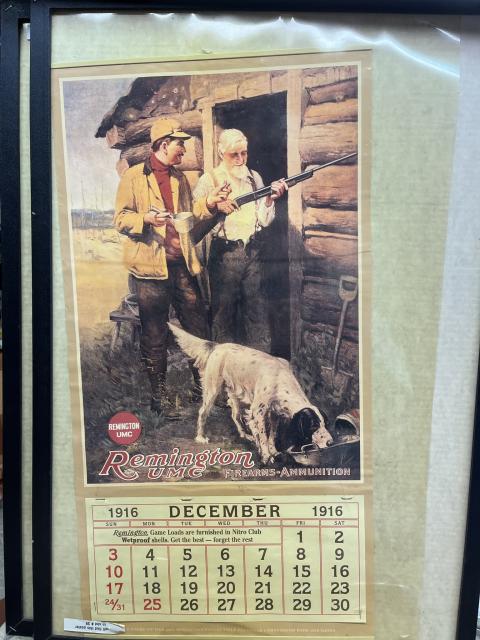 REMINGTON
UMC
Remington
UMC
FIREARMS-AMMUNITION
1916 DECEMBER 1916
SUN MON TUE WED THU FRI SAT
Remington Game Loads are furnished in Nitro Club
Wetproof shells. Get the best — forget the rest
1 2
3 4 5 6 7 8 9
10 11 12 13 14 15 16
17 18 19 20 21 22 23
24/31 25 26 27 28 29 30